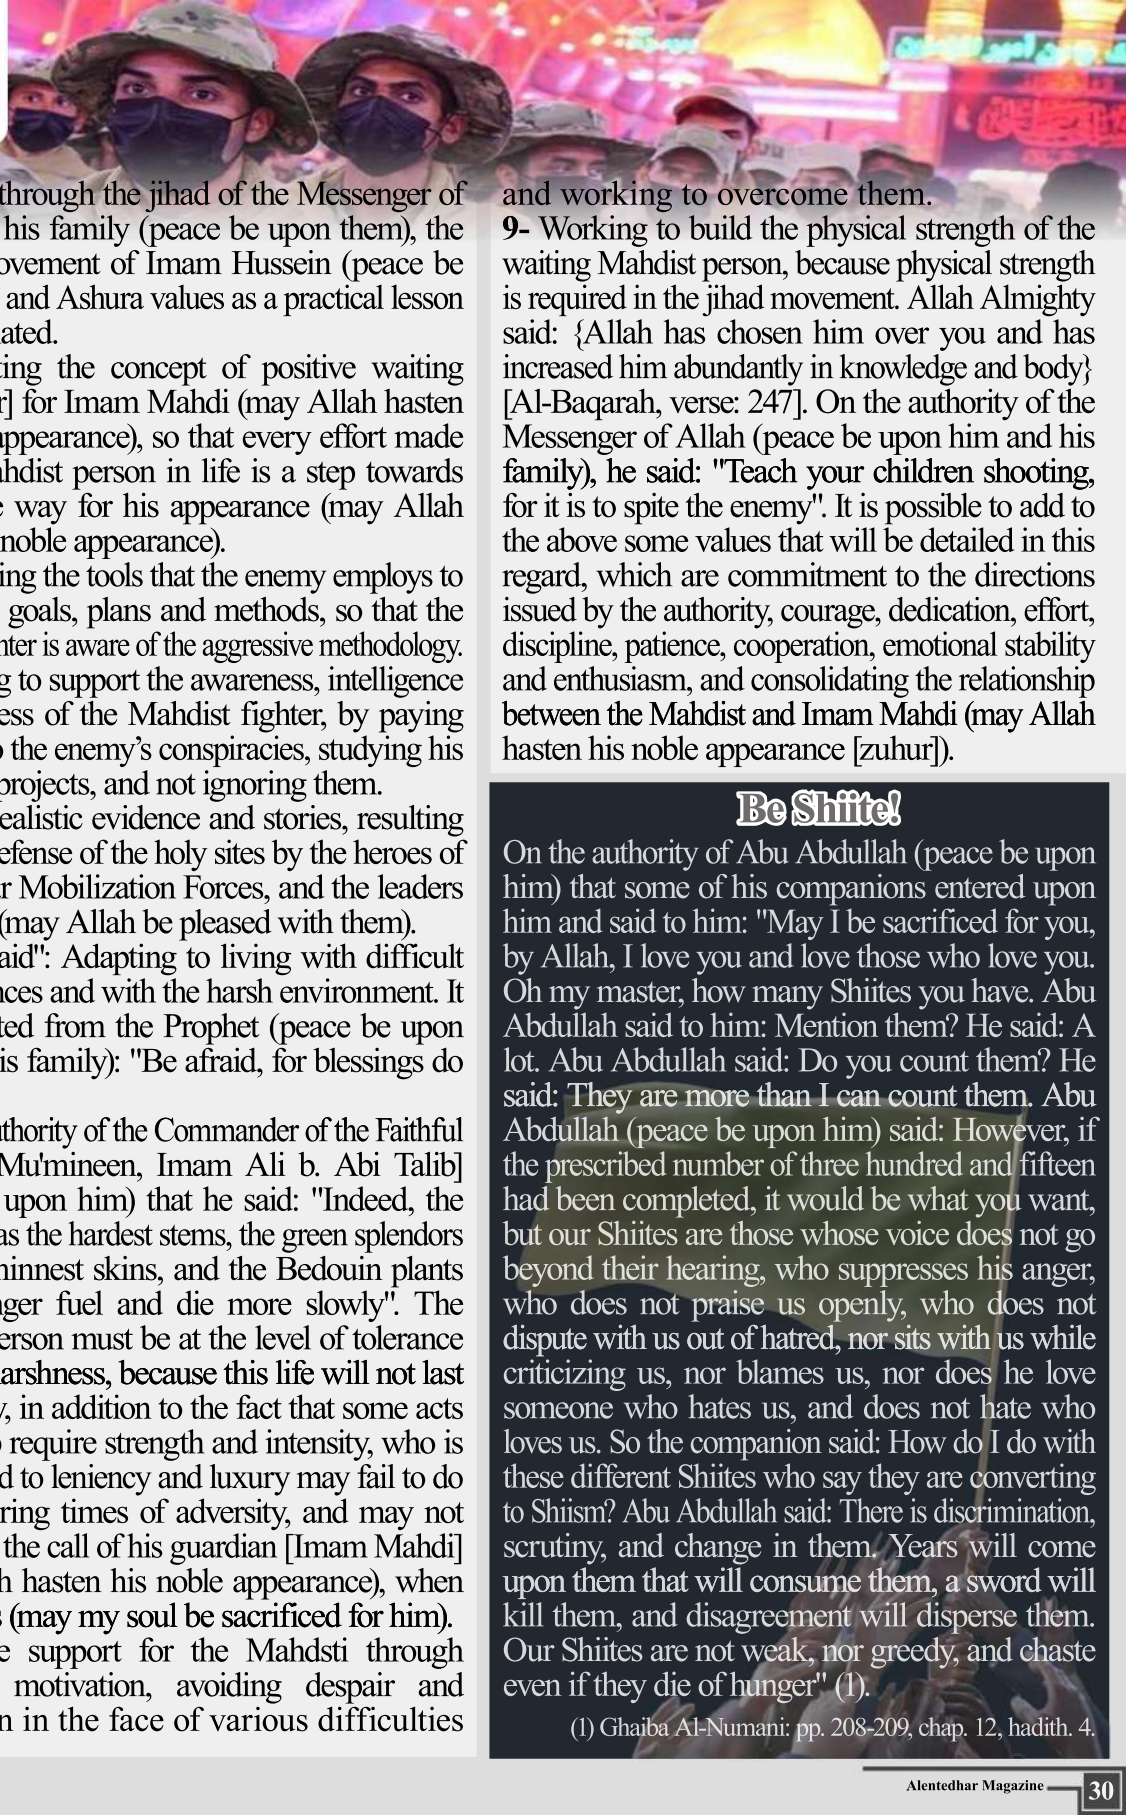 through the jihad of the Messenger of
his family (peace be upon them), the
ovement of Imam Hussein (peace be
and Ashura values as a practical lesson
ated.
ting the concept of positive waiting
r] for Imam Mahdi (may Allah hasten
appearance), so that every effort made
ahdist person in life is a step towards
e way for his appearance (may Allah
noble appearance).
ing the tools that the enemy employs to
goals, plans and methods, so that the
nter is aware of the aggressive methodology.
g to support the awareness, intelligence
ess of the Mahdist fighter, by paying
o the enemy’s conspiracies, studying his
projects, and not ignoring them.
ealistic evidence and stories, resulting
efense of the holy sites by the heroes of
r Mobilization Forces, and the leaders
(may Allah be pleased with them).
aid": Adapting to living with difficult
nces and with the harsh environment. It
ted from the Prophet (peace be upon
is family): "Be afraid, for blessings do
uthority of the Commander of the Faithful
Mu'mineen, Imam Ali b. Abi Talib]
upon him) that he said: "Indeed, the
as the hardest stems, the green splendors
hinnest skins, and the Bedouin plants
nger fuel and die more slowly". The
erson must be at the level of tolerance
harshness, because this life will not last
y, in addition to the fact that some acts
o require strength and intensity, who is
d to leniency and luxury may fail to do
ring times of adversity, and may not
the call of his guardian [Imam Mahdi]
h hasten his noble appearance), when
s (may my soul be sacrificed for him).
e support for the Mahdsti through
motivation, avoiding despair and
n in the face of various difficulties
and working to overcome them.
9- Working to build the physical strength of the
waiting Mahdist person, because physical strength
is required in the jihad movement. Allah Almighty
said: {Allah has chosen him over you and has
increased him abundantly in knowledge and body}
[Al-Baqarah, verse: 247]. On the authority of the
Messenger of Allah (peace be upon him and his
family), he said: "Teach your children shooting,
for it is to spite the enemy". It is possible to add to
the above some values that will be detailed in this
regard, which are commitment to the directions
issued by the authority, courage, dedication, effort,
discipline, patience, cooperation, emotional stability
and enthusiasm, and consolidating the relationship
between the Mahdist and Imam Mahdi (may Allah
hasten his noble appearance [zuhur]).
Be Shiite!
On the authority of Abu Abdullah (peace be upon
him) that some of his companions entered upon
him and said to him: "May I be sacrificed for you,
by Allah, I love you and love those who love you.
Oh my master, how many Shiites you have. Abu
Abdullah said to him: Mention them? He said: A
lot. Abu Abdullah said: Do you count them? He
said: They are more than I can count them. Abu
Abdullah (peace be upon him) said: However, if
the prescribed number of three hundred and fifteen
had been completed, it would be what you want,
but our Shiites are those whose voice does not go
beyond their hearing, who suppresses his anger,
who does not praise us openly, who does not
dispute with us out of hatred, nor sits with us while
criticizing us, nor blames us, nor does he love
someone who hates us, and does not hate who
loves us. So the companion said: How do I do with
these different Shiites who say they are converting
to Shiism? Abu Abdullah said: There is discrimination,
scrutiny, and change in them. Years will come
upon them that will consume them, a sword will
kill them, and disagreement will disperse them.
Our Shiites are not weak, nor greedy, and chaste
even if they die of hunger" (1).
(1) Ghaiba Al-Numani: pp. 208-209, chap. 12, hadith. 4.
Alentedhar Magazine
30